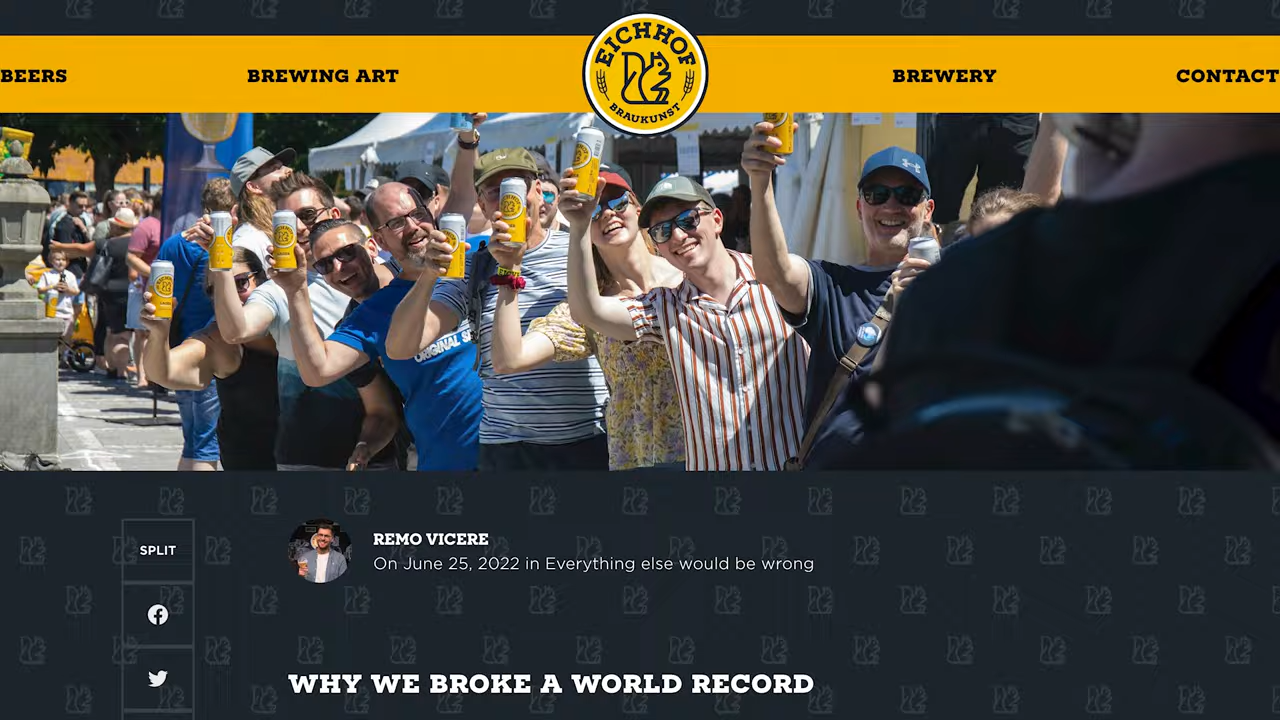 BEERS
BREWING ART
EICHHOF
BRAUKUNST
BREWERY
CONTACT
ORIGINAL
SPLIT
REMO VICERE
On June 25, 2022 in Everything else would be wrong
WHY WE BROKE A WORLD RECORD